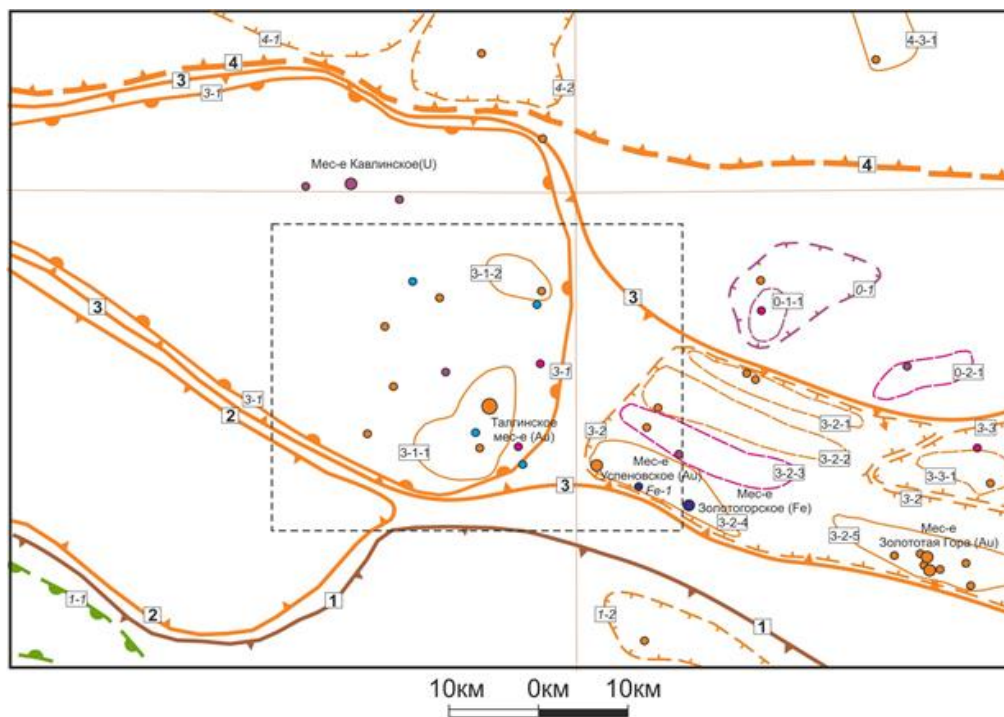 4-1
4-3-1
4
3
3-1
4-2
Мес-е Кавлинское(U)
4
3-1-2
3
0-1
3
0-1-1
0-2-1
3-1
3-1
2
Талгинское
мес-е (Au)
3-2
3-2-1
3-3
3-1-1
3-2-2
Мес-е
Успеновское (Au)
3-2-3
3-3-1
3
Fe-1
Мес-е
Золотогорское (Fe)
3-2
3-2-4
3-2-5
Мес-е
Золототая Гора (Au)
1-1
2
1
1-2
1
10км 0км 10км